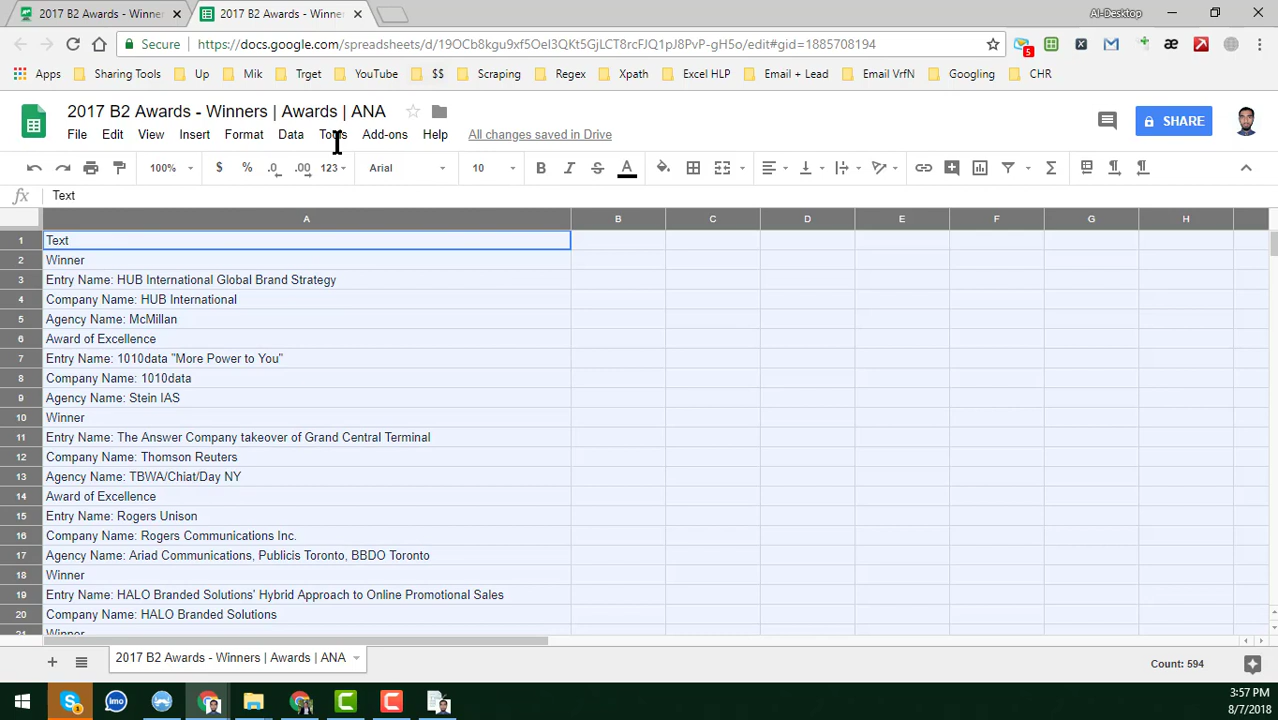 2017 B2 Awards - Winne
2017 B2 Awards - Winne
AI-Desktop
Secure
https://docs.google.com/spreadsheets/d/
/edit#gid=1885708194
5
Apps
Sharing Tools
Up
Mik
Trget
YouTube
$$
Scraping
Regex
Xpath
Excel HLP
Email + Lead
Email VrfN
Googling
CHR
2017 B2 Awards - Winners | Awards | ANA
SHARE
File
Edit
View
Insert
Format
Data
Tools
Add-ons
Help
All changes saved in Drive
100%
$
%
.0
.00
123
Arial
10
B
I
S
A
fx
Text
A
B
C
D
E
F
G
H
1 Text
2 Winner
3 Entry Name: HUB International Global Brand Strategy
4 Company Name: HUB International
5 Agency Name: McMillan
6 Award of Excellence
7 Entry Name: 1010data "More Power to You"
8 Company Name: 1010data
9 Agency Name: Stein IAS
10 Winner
11 Entry Name: The Answer Company takeover of Grand Central Terminal
12 Company Name: Thomson Reuters
13 Agency Name: TBWA/Chiat/Day NY
14 Award of Excellence
15 Entry Name: Rogers Unison
16 Company Name: Rogers Communications Inc.
17 Agency Name: Ariad Communications, Publicis Toronto, BBDO Toronto
18 Winner
19 Entry Name: HALO Branded Solutions' Hybrid Approach to Online Promotional Sales
20 Company Name: HALO Branded Solutions
21 Winner
2017 B2 Awards - Winners | Awards | ANA
Count: 594
imo
3:57 PM
8/7/2018